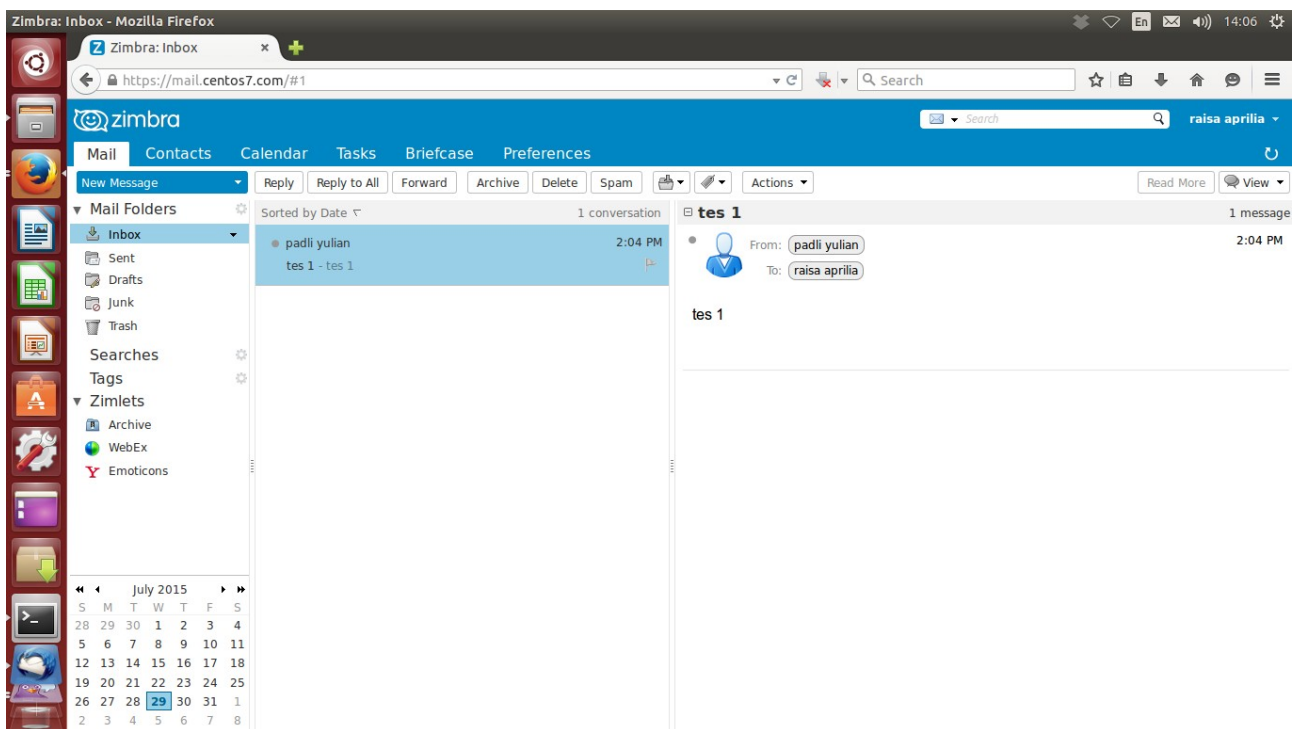 Zimbra: Inbox - Mozilla Firefox
En
14:06
Z Zimbra: Inbox
https://mail.centos7.com/#1
Search
zimbra
Search
raisa aprilia
Mail Contacts Calendar Tasks Briefcase Preferences
New Message
Reply Reply to All Forward Archive Delete Spam Actions Read More View
Mail Folders
Inbox
Sent
Drafts
Junk
Trash
Searches
Tags
Zimlets
Archive
WebEx
Y Emoticons
Sorted by Date 1 conversation
padli yulian 2:04 PM
tes 1 - tes 1
tes 1 1 message
From: padli yulian 2:04 PM
To: raisa aprilia
tes 1
July 2015
S M T W T F S
28 29 30 1 2 3 4
5 6 7 8 9 10 11
12 13 14 15 16 17 18
19 20 21 22 23 24 25
26 27 28 29 30 31 1
2 3 4 5 6 7 8